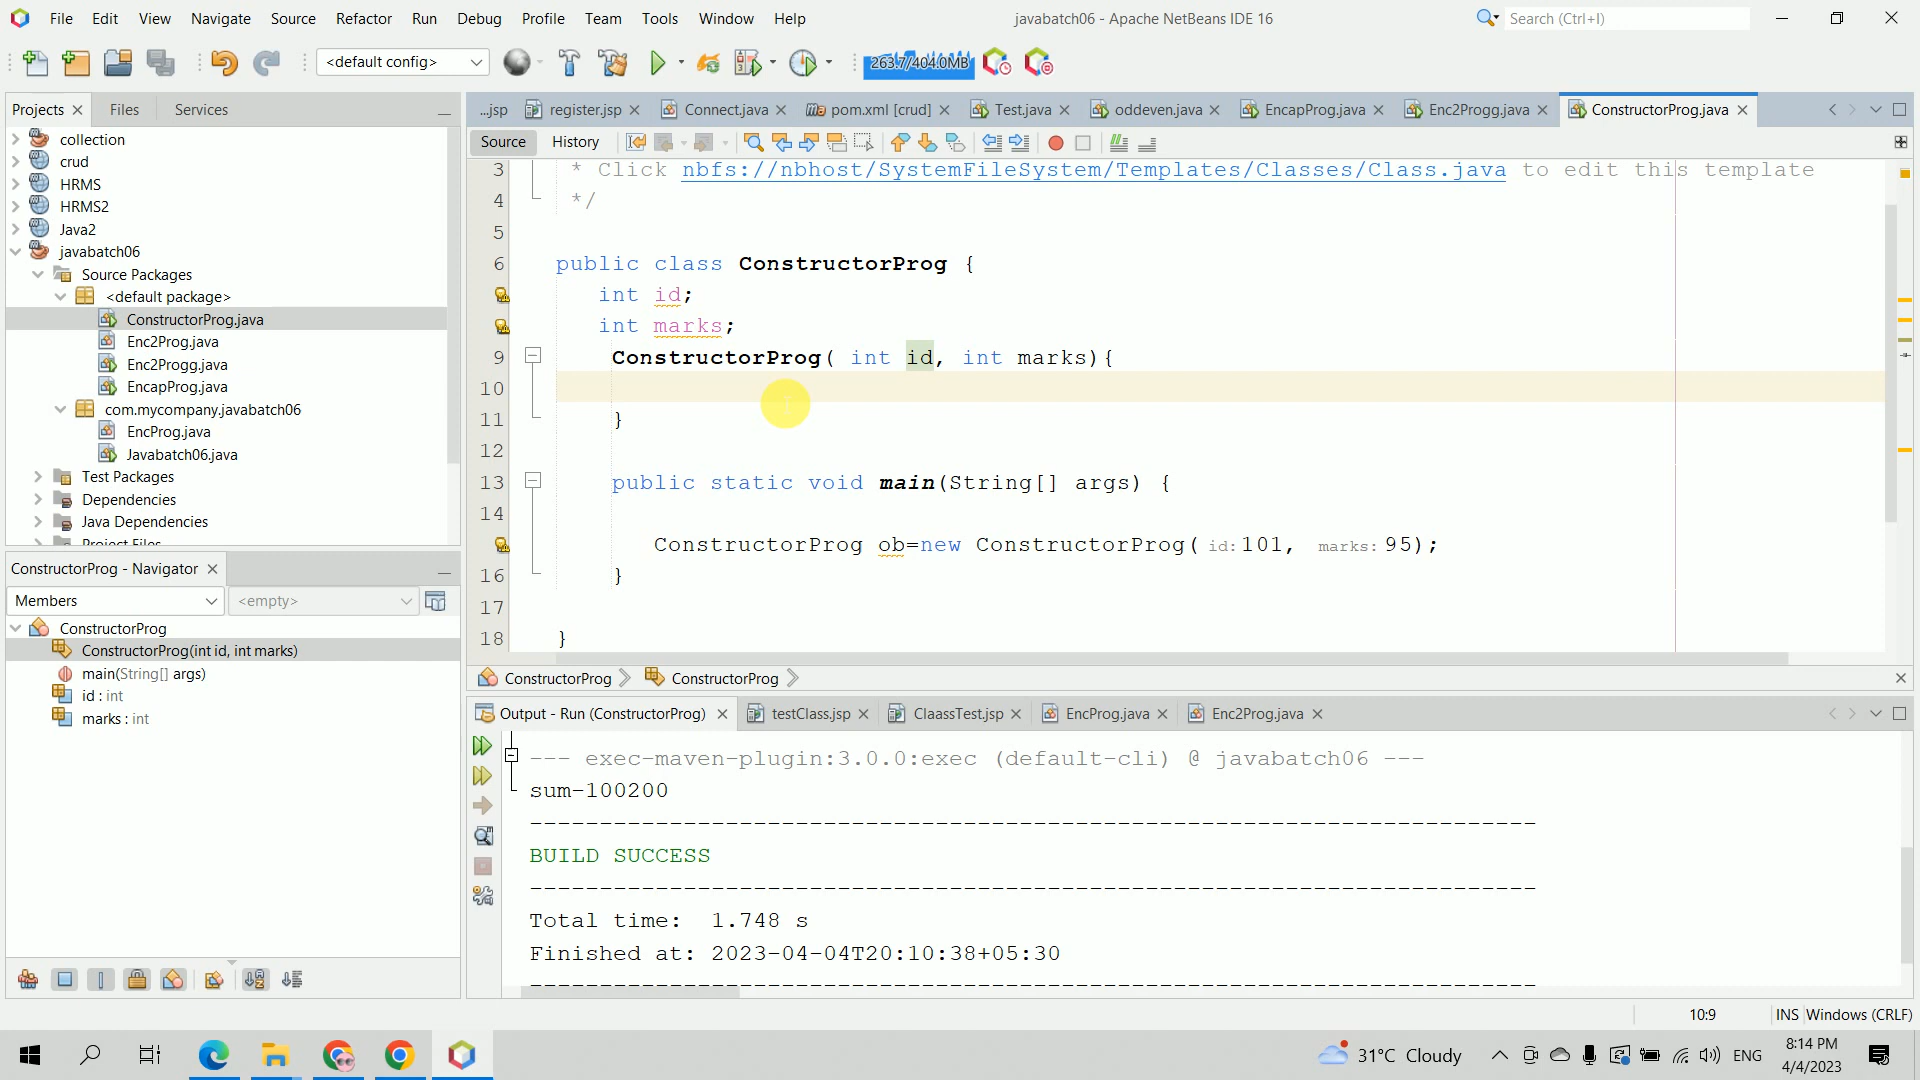 File Edit View Navigate Source Refactor Run Debug Profile Team Tools Window Help
javabatch06 - Apache NetBeans IDE 16
Search (Ctrl+I)
<default config>
263.7/404.0MB
Projects
Files
Services
collection
crud
HRMS
HRMS2
Java2
javabatch06
Source Packages
<default package>
ConstructorProg.java
Enc2Prog.java
Enc2Progg.java
EncapProg.java
com.mycompany.javabatch06
EncProg.java
Javabatch06.java
Test Packages
Dependencies
Java Dependencies
Project Files
ConstructorProg - Navigator
Members
<empty>
ConstructorProg
ConstructorProg(int id, int marks)
main(String[] args)
id : int
marks : int
...jsp
register.jsp
Connect.java
pom.xml [crud]
Test.java
oddeven.java
EncapProg.java
Enc2Progg.java
ConstructorProg.java
Source
History
3 * Click nbfs://nbhost/SystemFileSystem/Templates/Classes/Class.java to edit this template
4 */
5
6 public class ConstructorProg {
int id;
int marks;
9 ConstructorProg( int id, int marks){
10
11 }
12
13 public static void main(String[] args) {
14
ConstructorProg ob=new ConstructorProg( id: 101, marks: 95);
16 }
17
18 }
ConstructorProg
ConstructorProg
Output - Run (ConstructorProg)
testClass.jsp
ClaassTest.jsp
EncProg.java
Enc2Prog.java
--- exec-maven-plugin:3.0.0:exec (default-cli) @ javabatch06 ---
sum-100200
------------------------------------------------------------------------
BUILD SUCCESS
------------------------------------------------------------------------
Total time:  1.748 s
Finished at: 2023-04-04T20:10:38+05:30
------------------------------------------------------------------------
10:9
INS
Windows (CRLF)
31°C Cloudy
ENG
8:14 PM
4/4/2023